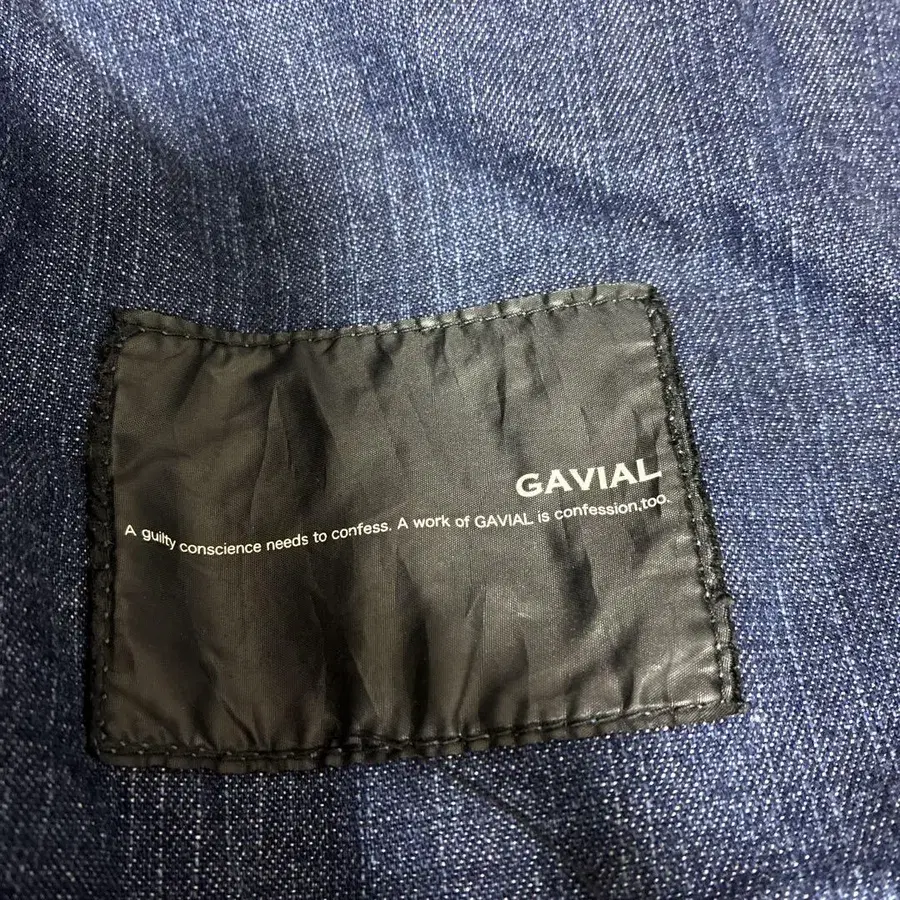 GAVIAL
A guilty conscience needs to confess. A work of GAVIAL is confession,too.